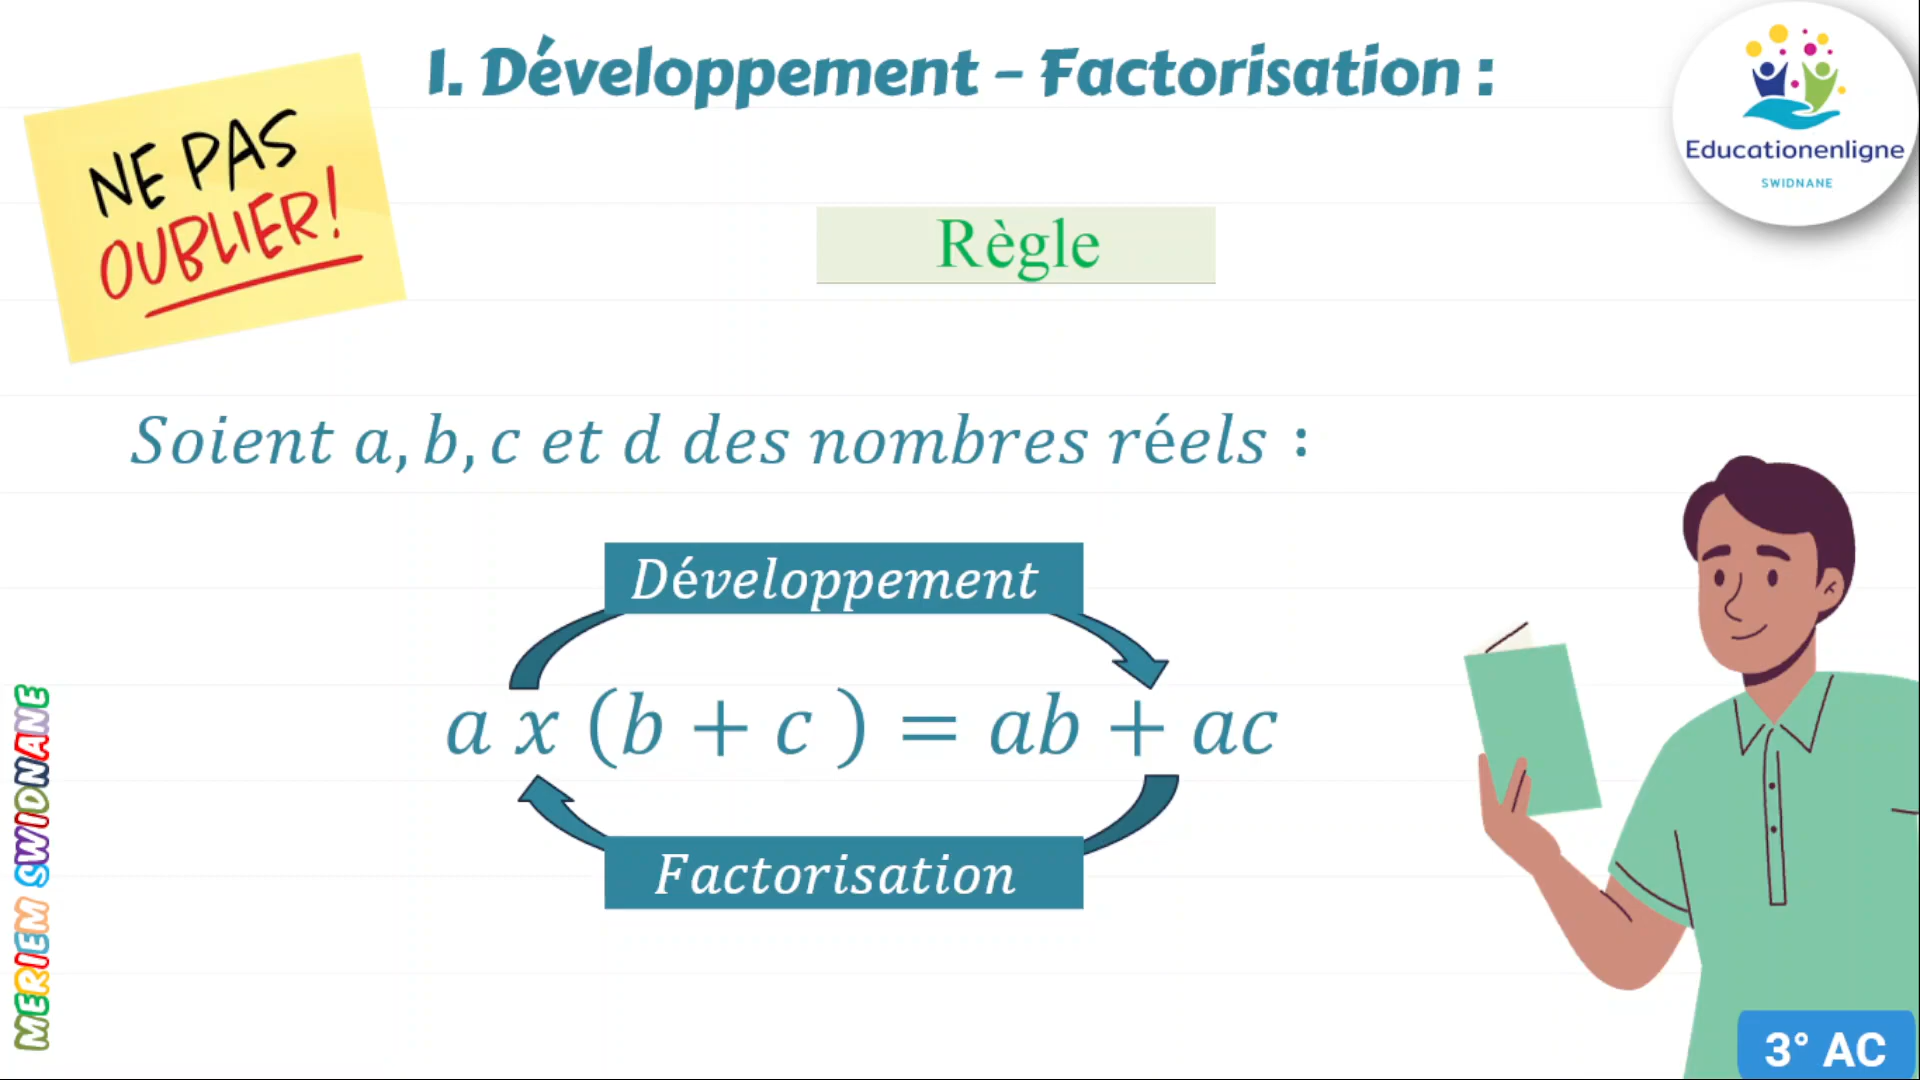 I. Développement – Factorisation :
NE PAS
OUBLIER!
Educationenligne
SWIDNANE
Règle
Soient a, b, c et d des nombres réels :
Développement
a x (b + c ) = ab + ac
Factorisation
MERIEM SWIDNANE
3° AC